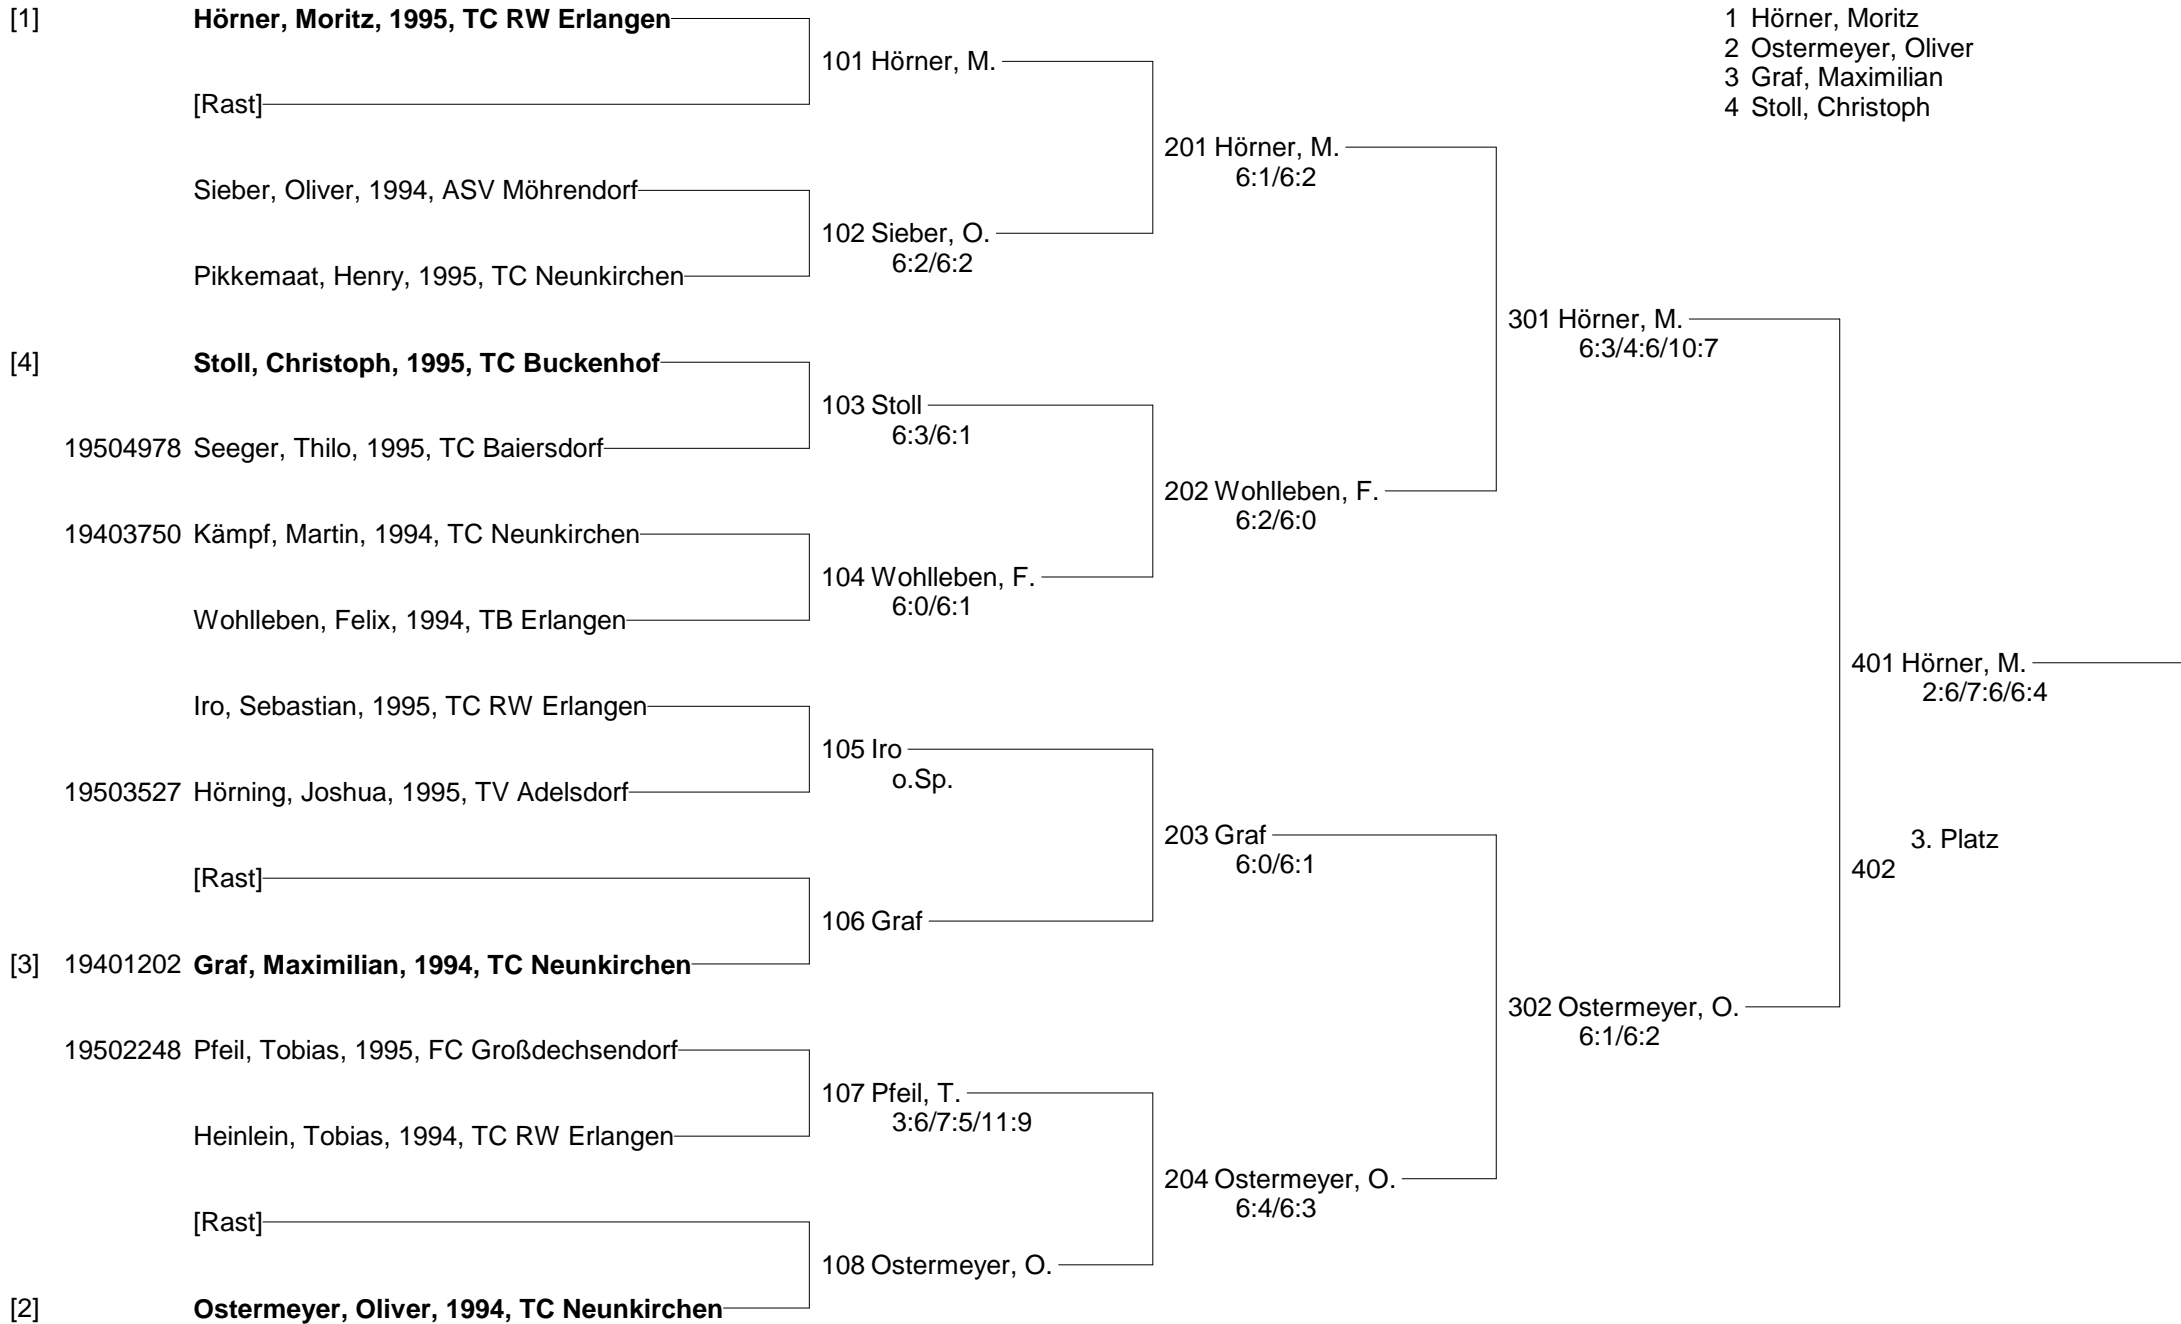 [1] Hörner, Moritz, 1995, TC RW Erlangen
[Rast]
Sieber, Oliver, 1994, ASV Möhrendorf
Pikkemaat, Henry, 1995, TC Neunkirchen
[4] Stoll, Christoph, 1995, TC Buckenhof
19504978 Seeger, Thilo, 1995, TC Baiersdorf
19403750 Kämpf, Martin, 1994, TC Neunkirchen
Wohlleben, Felix, 1994, TB Erlangen
Iro, Sebastian, 1995, TC RW Erlangen
19503527 Hörning, Joshua, 1995, TV Adelsdorf
[Rast]
[3] 19401202 Graf, Maximilian, 1994, TC Neunkirchen
19502248 Pfeil, Tobias, 1995, FC Großdechsendorf
Heinlein, Tobias, 1994, TC RW Erlangen
[Rast]
[2] Ostermeyer, Oliver, 1994, TC Neunkirchen
101 Hörner, M.
102 Sieber, O.
6:2/6:2
103 Stoll
6:3/6:1
104 Wohlleben, F.
6:0/6:1
105 Iro
o.Sp.
106 Graf
107 Pfeil, T.
3:6/7:5/11:9
108 Ostermeyer, O.
201 Hörner, M.
6:1/6:2
202 Wohlleben, F.
6:2/6:0
203 Graf
6:0/6:1
204 Ostermeyer, O.
6:4/6:3
301 Hörner, M.
6:3/4:6/10:7
302 Ostermeyer, O.
6:1/6:2
401 Hörner, M.
2:6/7:6/6:4
3. Platz
402
1 Hörner, Moritz
2 Ostermeyer, Oliver
3 Graf, Maximilian
4 Stoll, Christoph